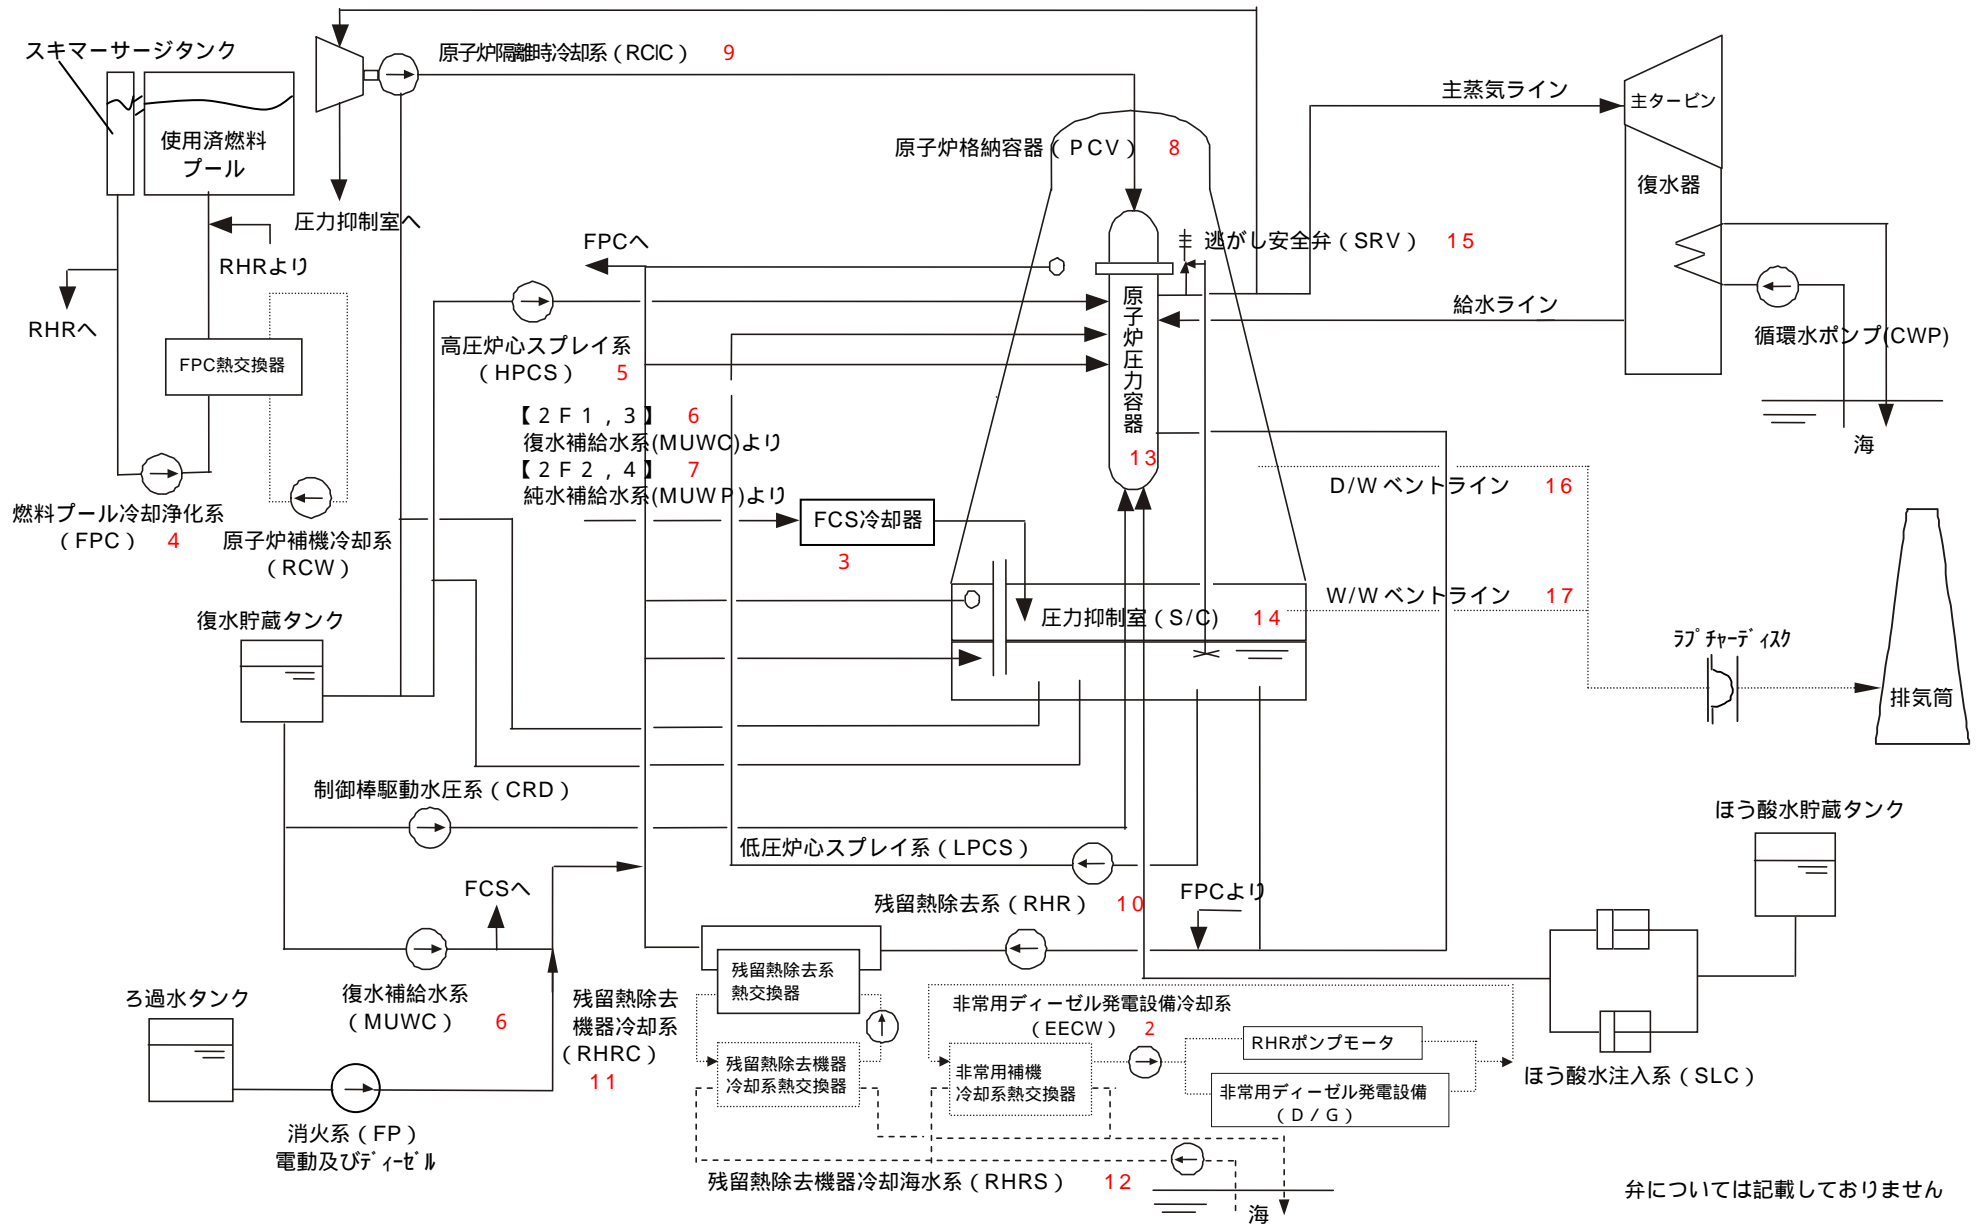 スキマーサージタンク
原子炉隔離時冷却系（RCIC） 9
使用済燃料
プール
圧力抑制室へ
RHRより
RHRへ
FPC熱交換器
燃料プール冷却浄化系
（FPC） 4
原子炉補機冷却系
（RCW）
原子炉格納容器（PCV） 8
主蒸気ライン
主タービン
復水器
FPCへ
逃がし安全弁（SRV） 15
給水ライン
循環水ポンプ(CWP)
海
高圧炉心スプレイ系
（HPCS） 5
原子炉圧力容器
13
【2F1，3】 6
復水補給水系(MUWC)より
【2F2，4】 7
純水補給水系(MUWP)より
FCS冷却器
3
D/Wベントライン 16
W/Wベントライン 17
圧力抑制室（S/C) 14
ラプチャーディスク
排気筒
復水貯蔵タンク
制御棒駆動水圧系（CRD）
低圧炉心スプレイ系（LPCS）
ほう酸水貯蔵タンク
FCSへ
残留熱除去系（RHR） 10
FPCより
復水補給水系
（MUWC） 6
ろ過水タンク
残留熱除去
機器冷却系
（RHRC）
11
残留熱除去系
熱交換器
残留熱除去機器
冷却系熱交換器
非常用ディーゼル発電設備冷却系
（EECW） 2
非常用補機
冷却系熱交換器
RHRポンプモータ
非常用ディーゼル発電設備
（D/G）
ほう酸水注入系（SLC）
消火系（FP）
電動及びディーゼル
残留熱除去機器冷却海水系（RHRS） 12
海
弁については記載しておりません